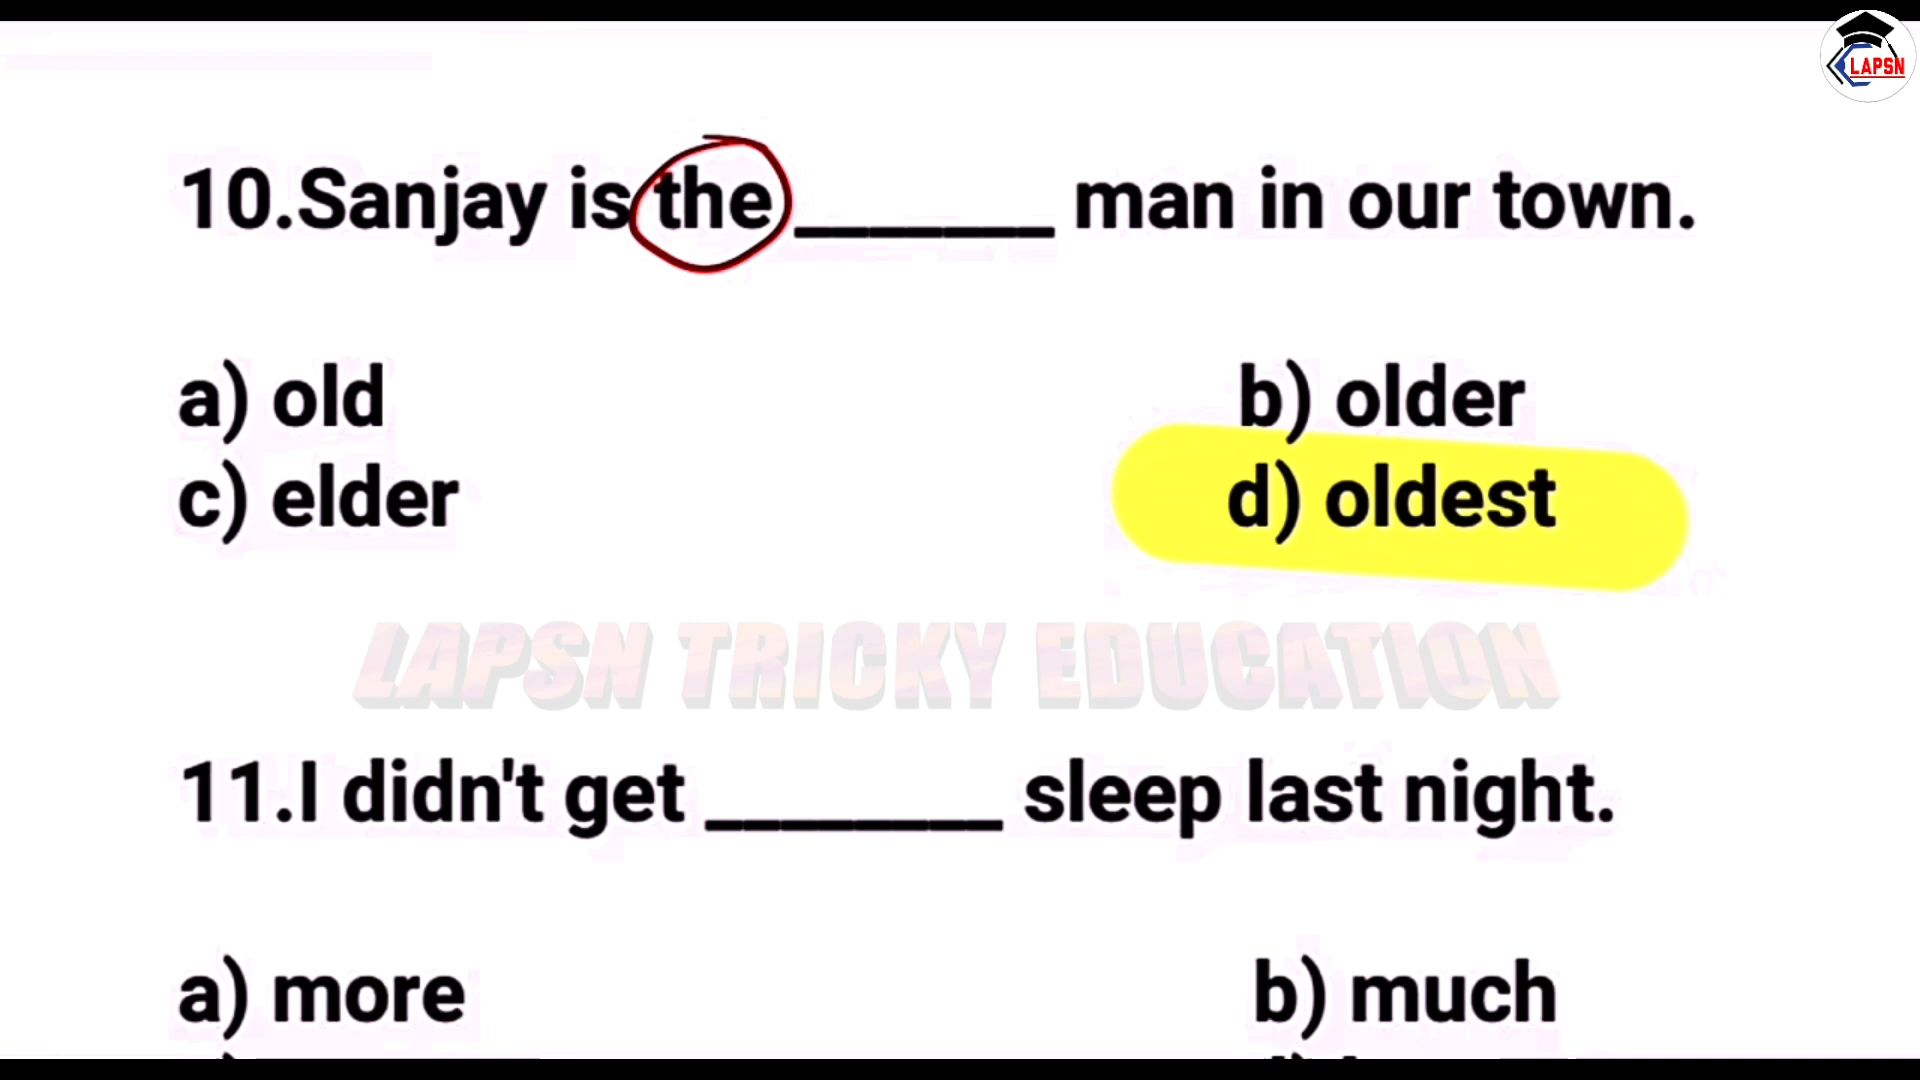 LAPSN
10.Sanjay is the _______ man in our town.
a) old
b) older
c) elder
d) oldest
LAPSN TRICKY EDUCATION
11.I didn't get ________ sleep last night.
a) more
b) much